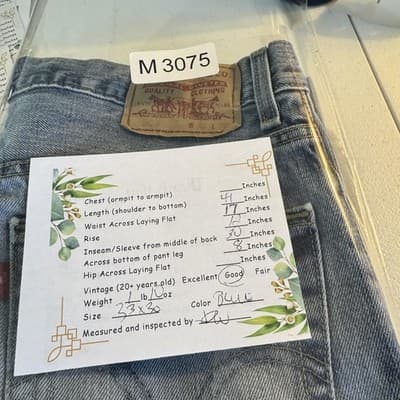 M 3075
QUALITY CLOTHING
Chest (armpit to armpit) Inches
Length (shoulder to bottom) 41 Inches
Waist Across Laying Flat 17 Inches
Rise Inches
Inseam/Sleeve from middle of back 30 Inches
Across bottom of pant leg 8 Inches
Hip Across Laying Flat Inches
Vintage (20+ years old) Excellent Good Fair
Weight 1 lb 10 oz Color Blue
Size 33x30
Measured and inspected by